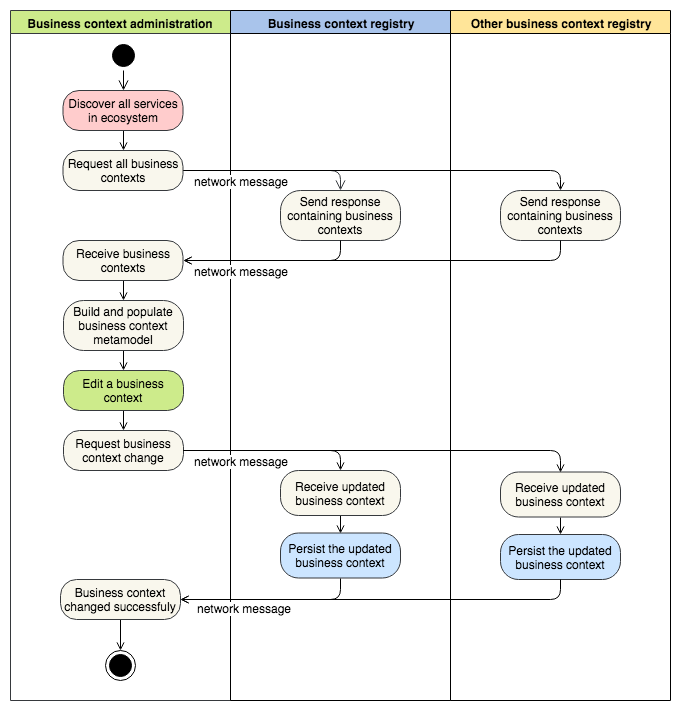 Business context administration
Business context registry
Other business context registry
Discover all services
in ecosystem
Request all business
contexts
network message
Send response
containing business
contexts
Send response
containing business
contexts
Receive business
contexts
network message
Build and populate
business context
metamodel
Edit a business
context
Request business
context change
network message
Receive updated
business context
Receive updated
business context
Persist the updated
business context
Persist the updated
business context
Business context
changed successfuly
network message